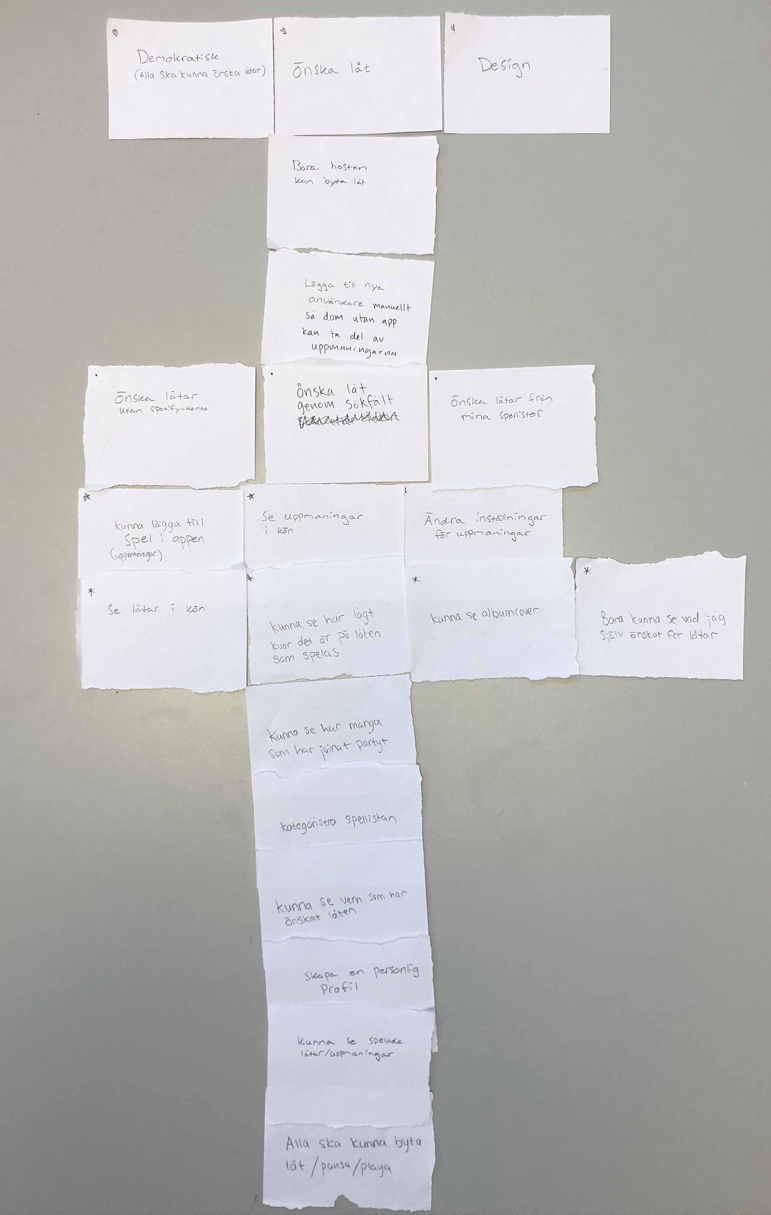 Demokratisk
(Alla ska kunna önska låtar)
Önska låt
Design
Bara hosten
kan byta låt
Lägga till nya
användare manuellt
Så dom utan app
kan ta del av
uppmaningarna
Önska låtar
utan spotify-konto
Önska låt
genom sökfält
Önska låtar från
mina spellistor
kunna lägga till
Spel i appen
(uppmaningar)
Se uppmaningar
i kön
Ändra inställningar
för uppmaningar
Se låtar i kön
kunna se hur lågt
kvar det är på låten
som spelas
kunna se albumcover
Bara kunna se vad jag
själv önskat för låtar
Kunna se hur många
som har joinat partyt
kategorisera spellistan
kunna se vem som har
önskat låten
Skapa en personlig
Profil
Kunna se spelade
låtar/uppmaningar
Alla ska kunna byta
låt/pausa/playa